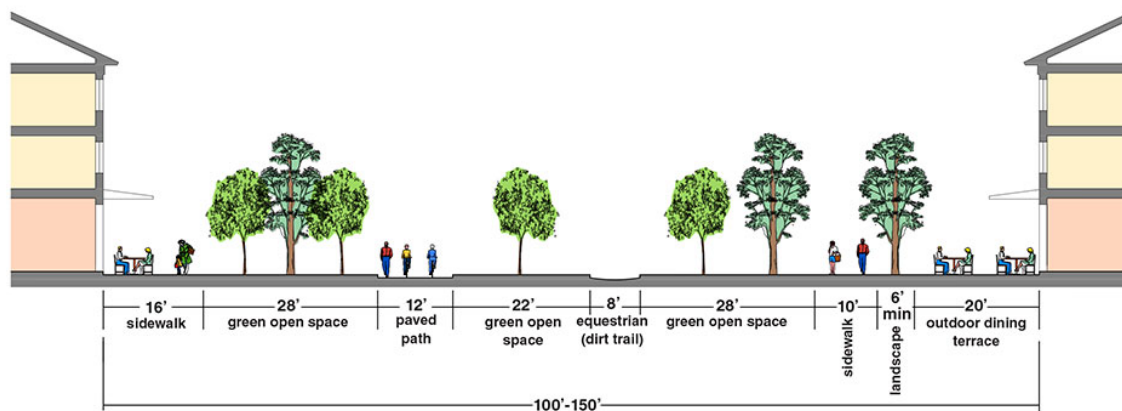 16’
sidewalk
28’
green open space
12’
paved
path
22’
green open
space
8’
equestrian
(dirt trail)
28’
green open space
10’
sidewalk
6’
min
landscape
20’
outdoor dining
terrace
100’-150’